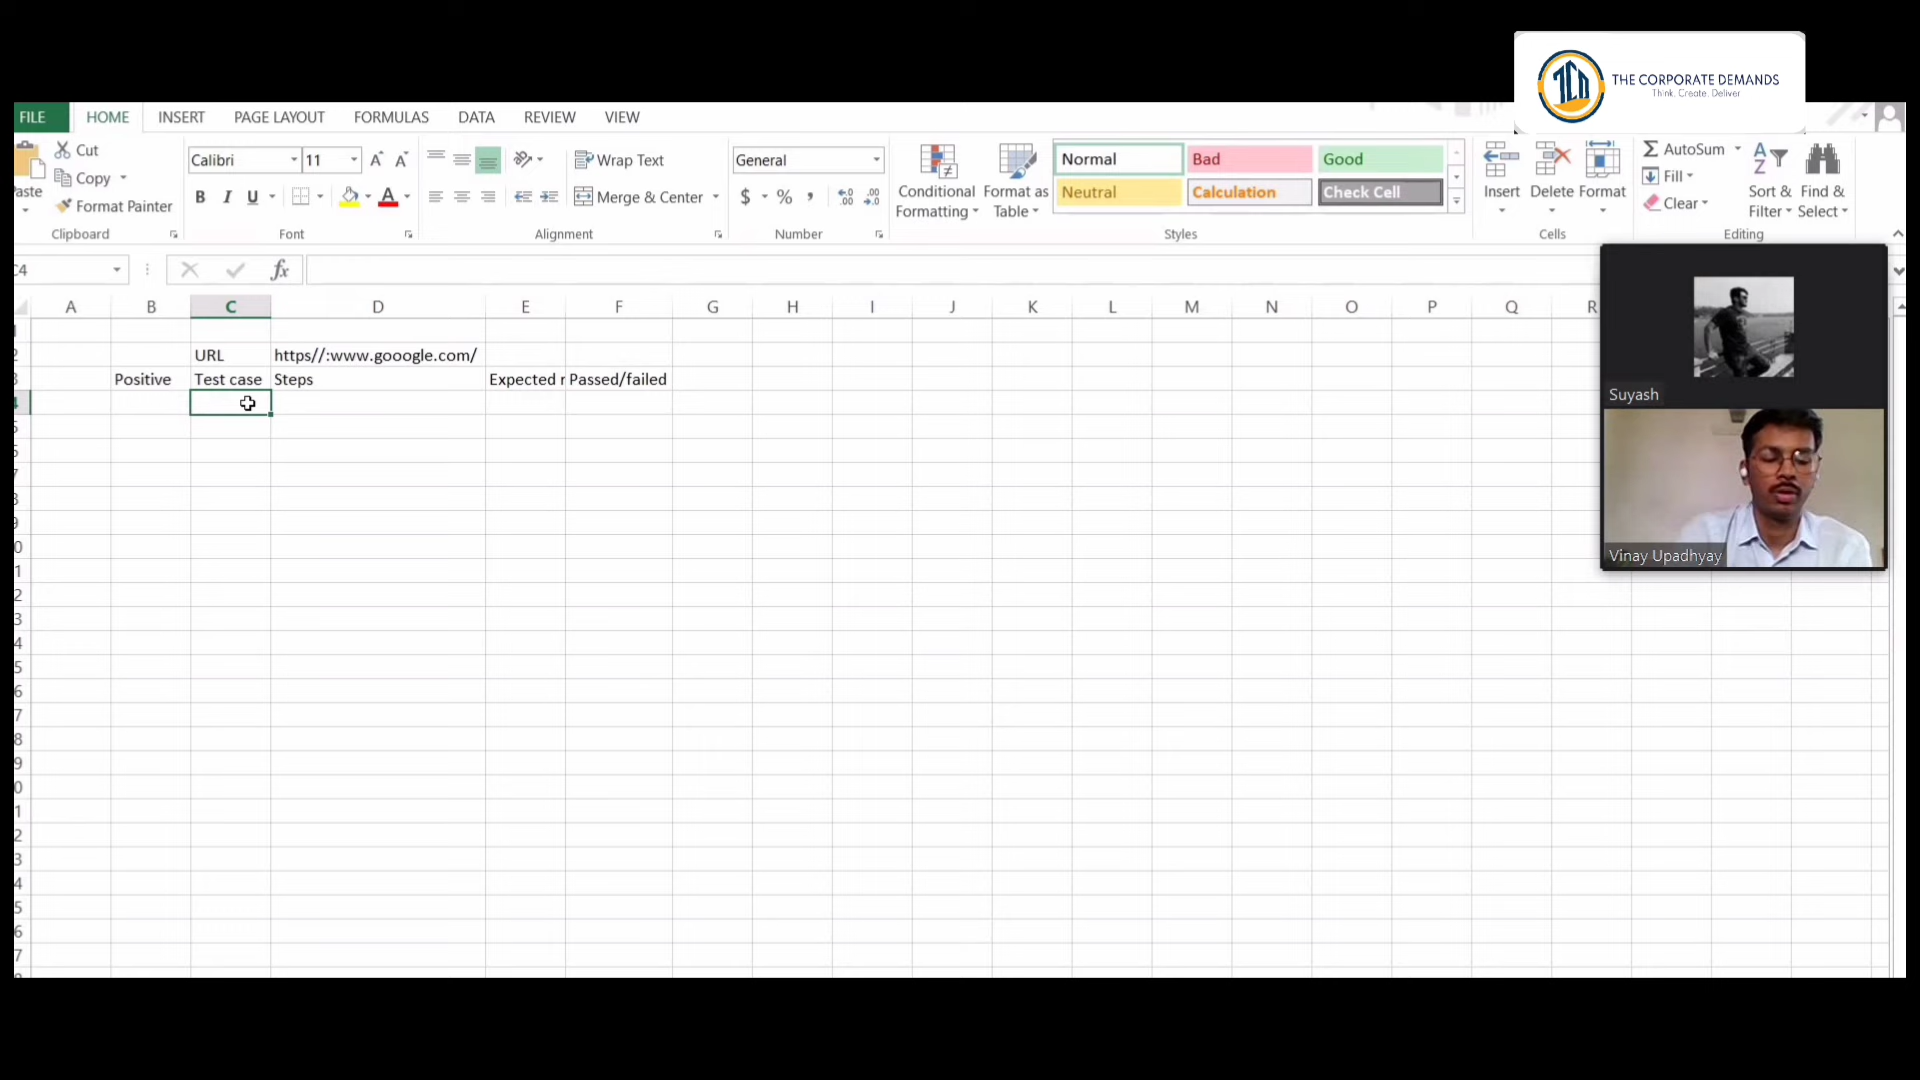 THE CORPORATE DEMANDS
Think. Create. Deliver
FILE HOME INSERT PAGE LAYOUT FORMULAS DATA REVIEW VIEW
Cut
Copy
Format Painter
Clipboard
Calibri 11
B I U
Font
Wrap Text
Merge & Center
Alignment
General
$ % ,
Number
Conditional Formatting
Format as Table
Normal Bad Good
Neutral Calculation Check Cell
Styles
Insert Delete Format
Cells
AutoSum
Fill
Clear
Sort & Filter
Find & Select
Editing
fx
A B C D E F G H I J K L M N O P Q R
URL https//:www.gooogle.com/
Positive Test case Steps Expected r Passed/failed
Suyash
Vinay Upadhyay